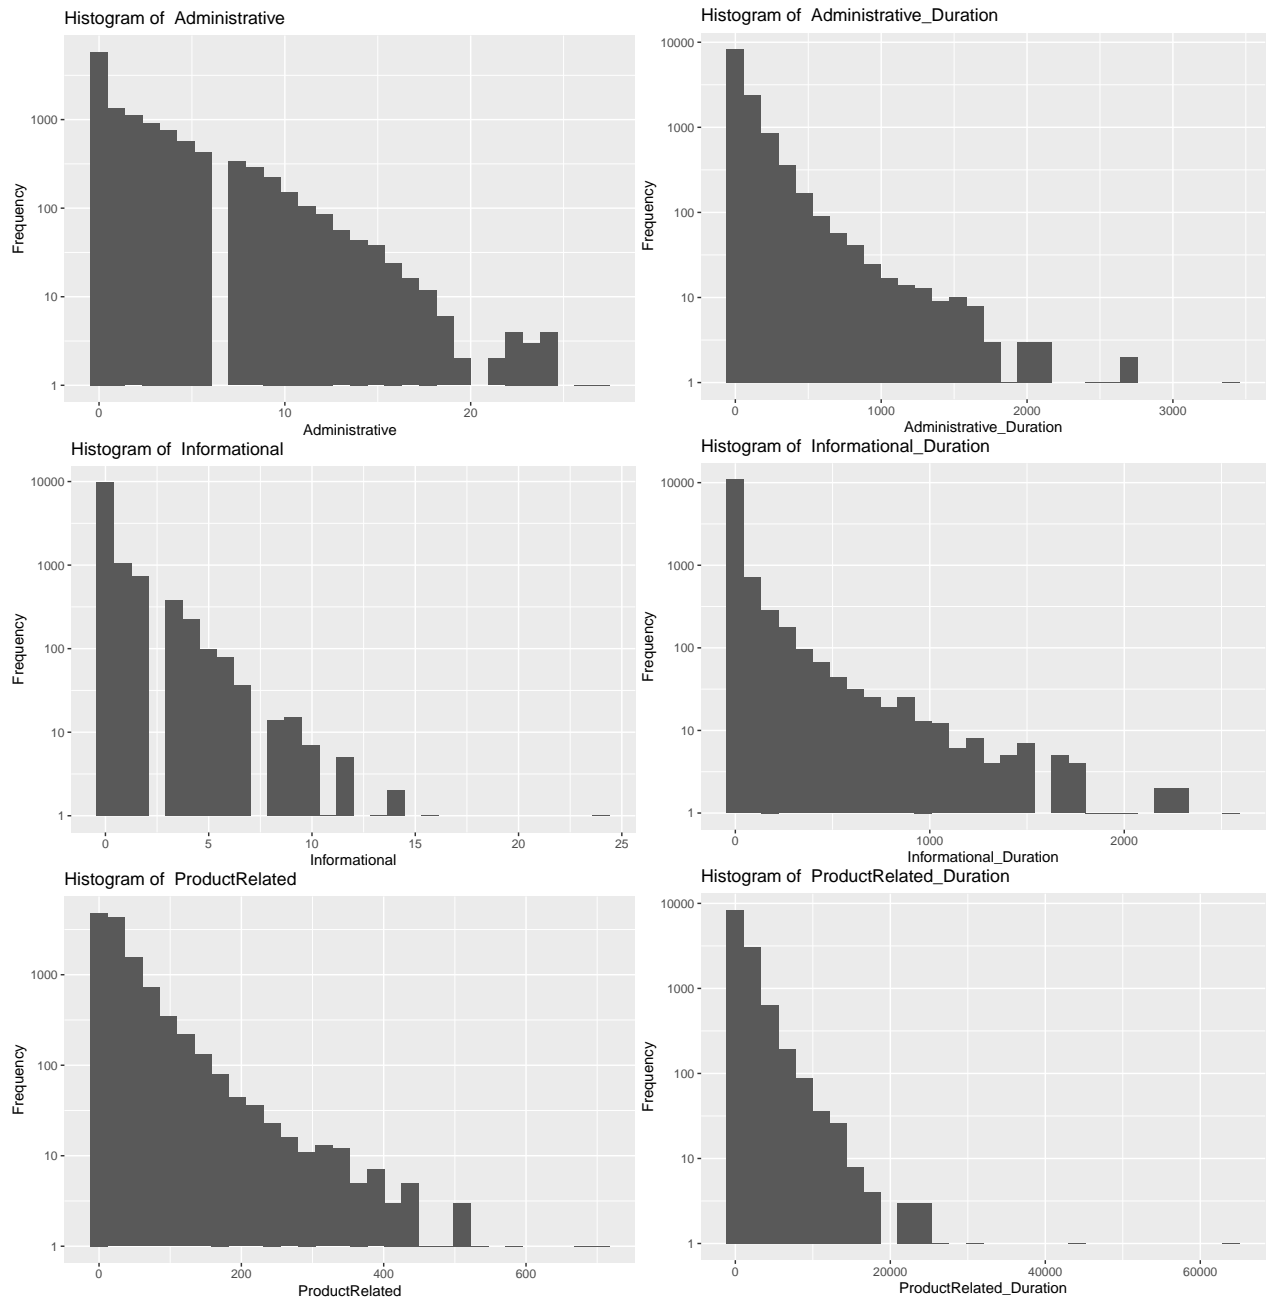 Histogram of  Administrative
Frequency
1000
100
10
1
0 10 20
Administrative
Histogram of  Administrative_Duration
Frequency
10000
1000
100
10
1
0 1000 2000 3000
Administrative_Duration
Histogram of  Informational
Frequency
10000
1000
100
10
1
0 5 10 15 20 25
Informational
Histogram of  Informational_Duration
Frequency
10000
1000
100
10
1
0 1000 2000
Informational_Duration
Histogram of  ProductRelated
Frequency
1000
100
10
1
0 200 400 600
ProductRelated
Histogram of  ProductRelated_Duration
Frequency
10000
1000
100
10
1
0 20000 40000 60000
ProductRelated_Duration